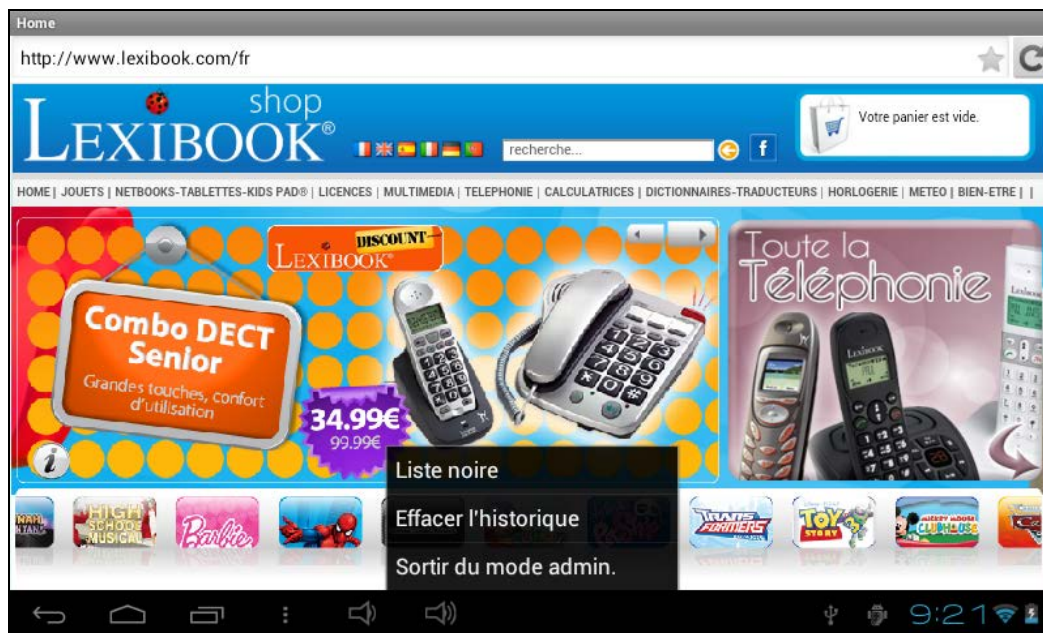 Home
http://www.lexibook.com/fr
shop
LEXIBOOK®
recherche...
f
Votre panier est vide.
HOME | JOUETS | NETBOOKS-TABLETTES-KIDS PAD® | LICENCES | MULTIMEDIA | TELEPHONIE | CALCULATRICES | DICTIONNAIRES-TRADUCTEURS | HORLOGERIE | METEO | BIEN-ETRE | |
DISCOUNT
LEXIBOOK®
Combo DECT
Senior
Grandes touches, confort
d'utilisation
34.99€
99.99€
i
Toute la
Téléphonie
Lexibook
HIGH
SCHOOL
MUSICAL
Barbie
TRANSFORMERS
TOY
STORY
MICKEY MOUSE
CLUBHOUSE
Liste noire
Effacer l'historique
Sortir du mode admin.
9:21